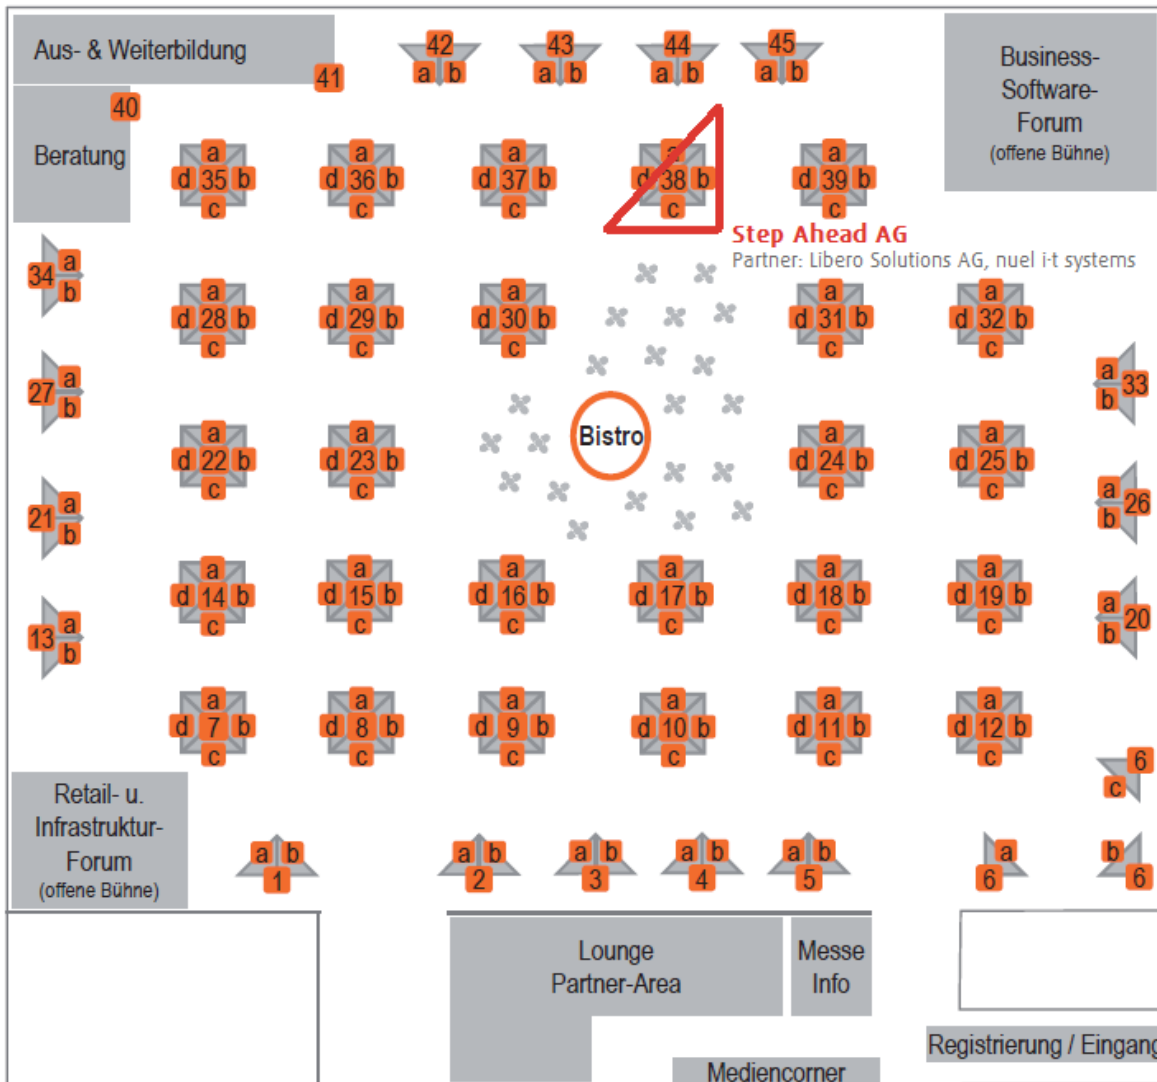 Aus- & Weiterbildung
41
40
Beratung
42
a b
43
a b
44
a b
45
a b
Business-
Software-
Forum
(offene Bühne)
a
d 35 b
c
a
d 36 b
c
a
d 37 b
c
a
d 38 b
c
a
d 39 b
c
Step Ahead AG
Partner: Libero Solutions AG, nuel i-t systems
34
a
b
a
d 28 b
c
a
d 29 b
c
a
d 30 b
c
a
d 31 b
c
a
d 32 b
c
27
a
b
a
b
33
Bistro
a
d 22 b
c
a
d 23 b
c
a
d 24 b
c
a
d 25 b
c
21
a
b
a
b
26
a
d 14 b
c
a
d 15 b
c
a
d 16 b
c
a
d 17 b
c
a
d 18 b
c
a
d 19 b
c
13
a
b
a
b
20
a
d 7 b
c
a
d 8 b
c
a
d 9 b
c
a
d 10 b
c
a
d 11 b
c
a
d 12 b
c
6
c
Retail- u.
Infrastruktur-
Forum
(offene Bühne)
a b
1
a b
2
a b
3
a b
4
a b
5
a
6
b
6
Lounge
Partner-Area
Messe
Info
Registrierung / Eingang
Mediencorner